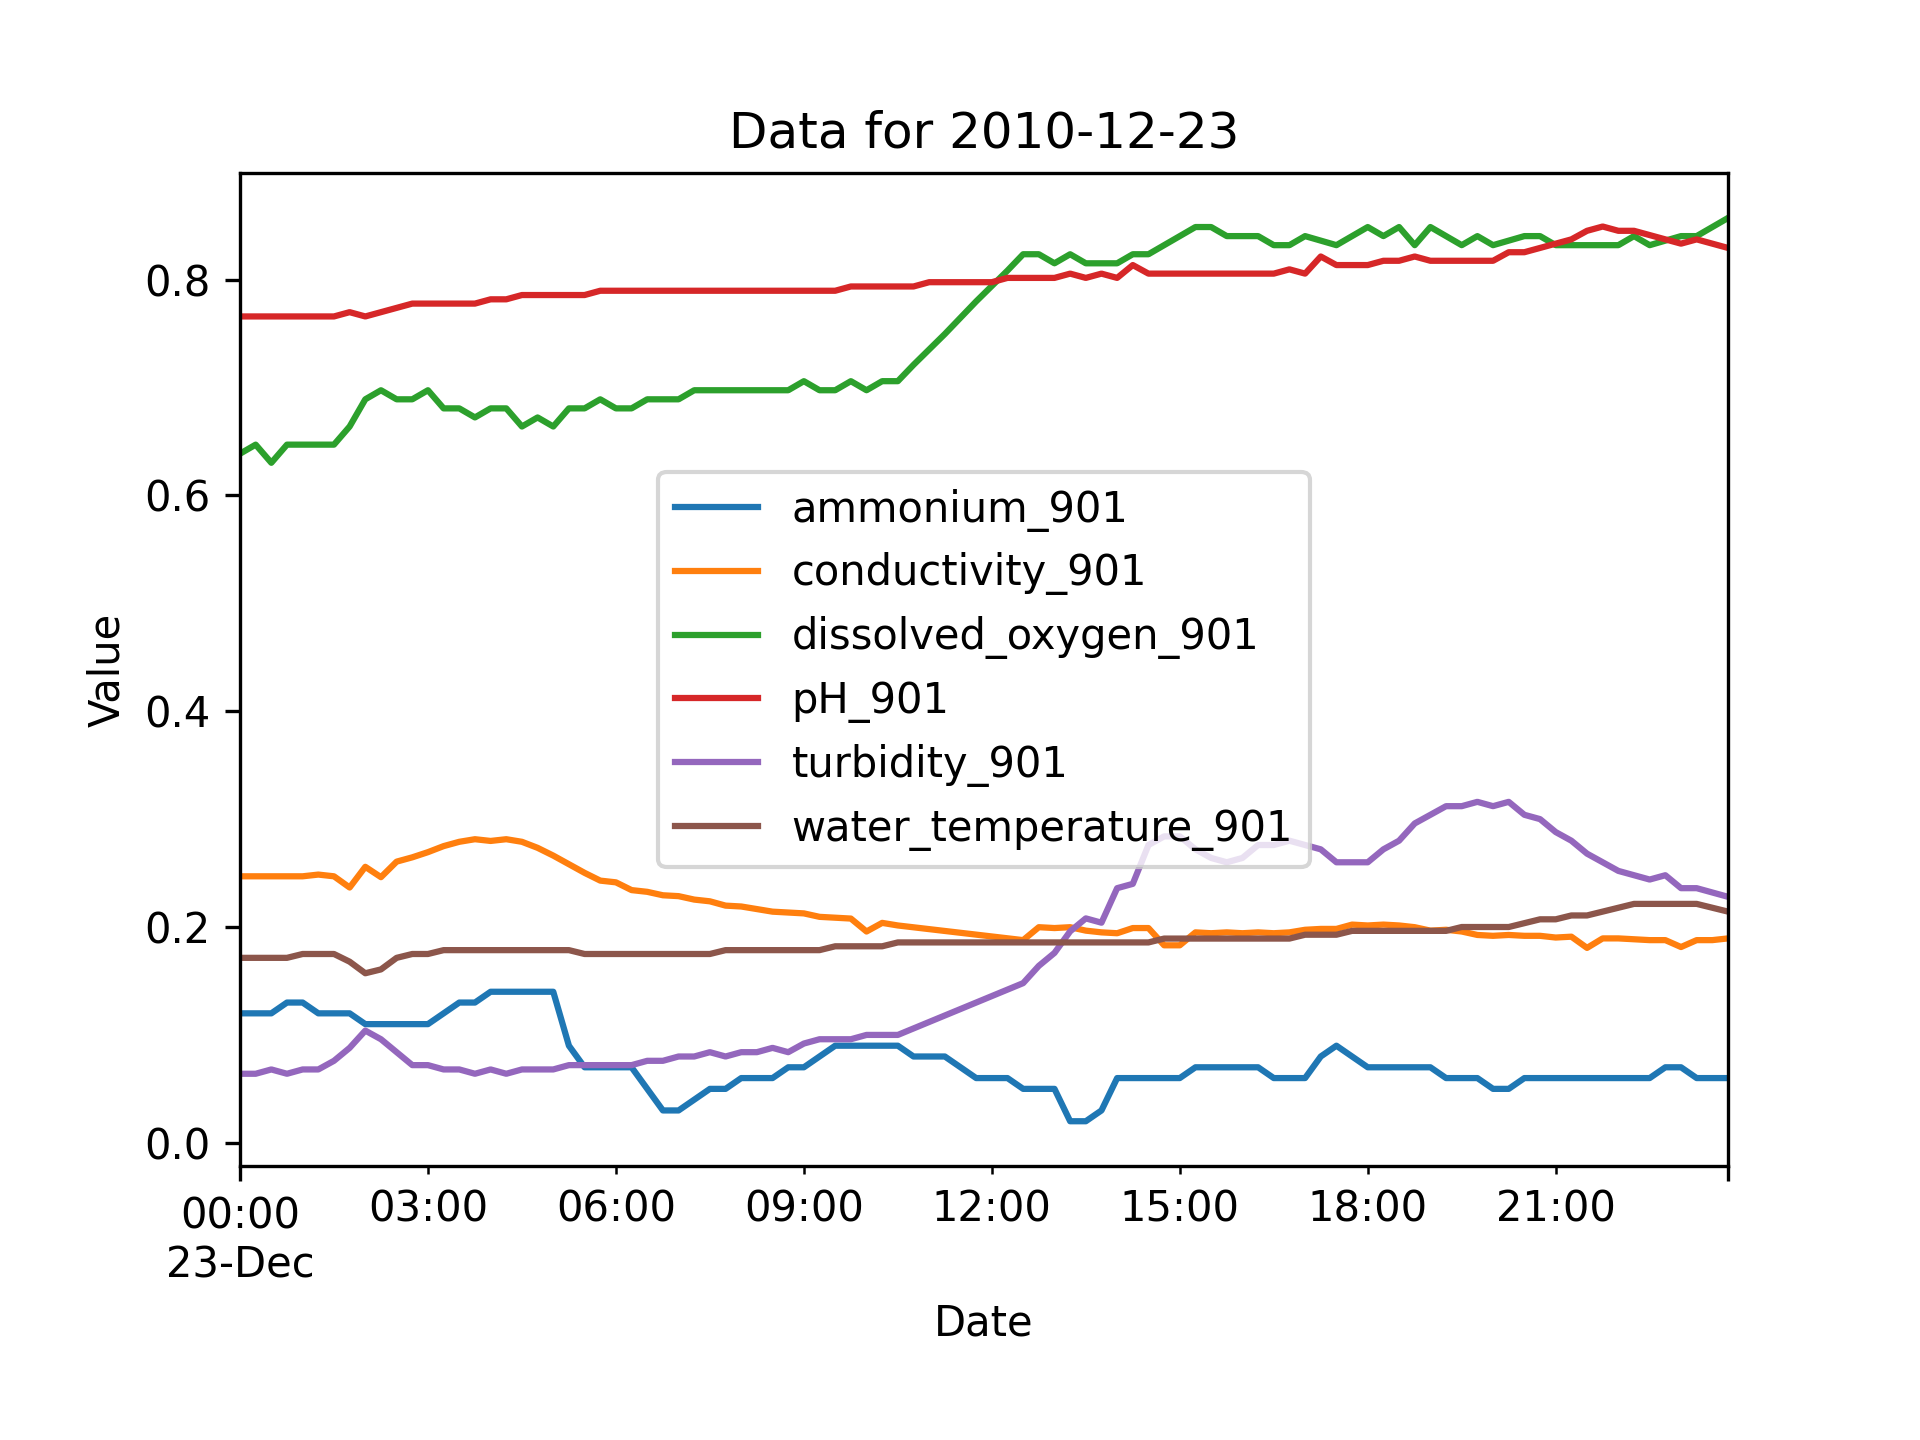 Data for 2010-12-23
Value
0.8
0.6
0.4
0.2
0.0
ammonium_901
conductivity_901
dissolved_oxygen_901
pH_901
turbidity_901
water_temperature_901
00:00 03:00 06:00 09:00 12:00 15:00 18:00 21:00
23-Dec
Date